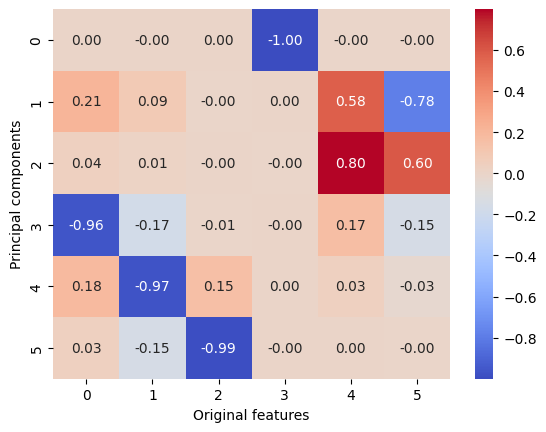 0.00 -0.00 0.00 -1.00 -0.00 -0.00
0.21 0.09 -0.00 0.00 0.58 -0.78
0.04 0.01 -0.00 -0.00 0.80 0.60
-0.96 -0.17 -0.01 -0.00 0.17 -0.15
0.18 -0.97 0.15 0.00 0.03 -0.03
0.03 -0.15 -0.99 -0.00 0.00 -0.00
0
1
2
3
4
5
Principal components
0 1 2 3 4 5
Original features
0.6
0.4
0.2
0.0
-0.2
-0.4
-0.6
-0.8